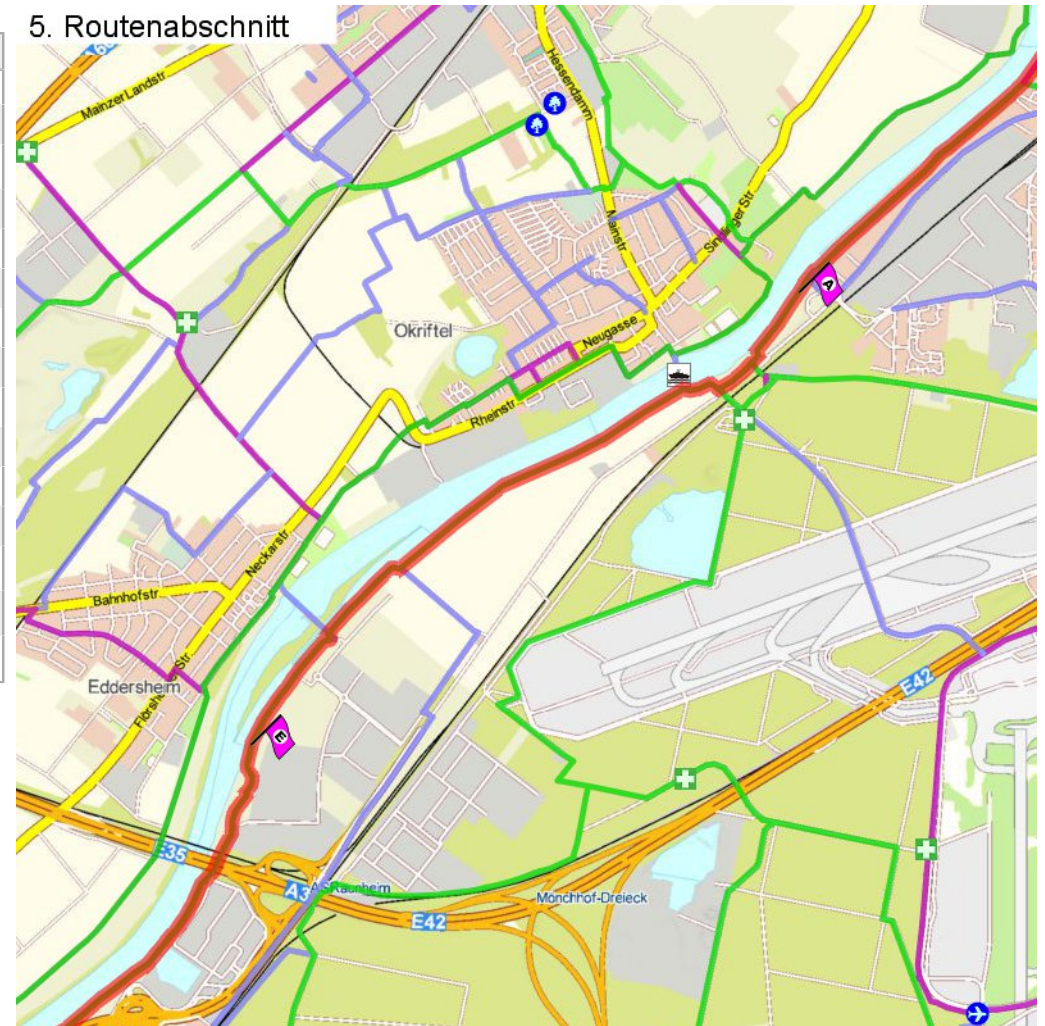 5. Routenabschnitt
A66
Mainzer Landstr
Hessendamm
Mainstr
Sindlinger Str
A
Okriftel
Neugasse
Rheinstr
Neckarstr
Bahnhofstr
Eddersheim
Flörsheimer Str
E
E42
E35
A3
AS Raunheim
E42
Mönchhof-Dreieck